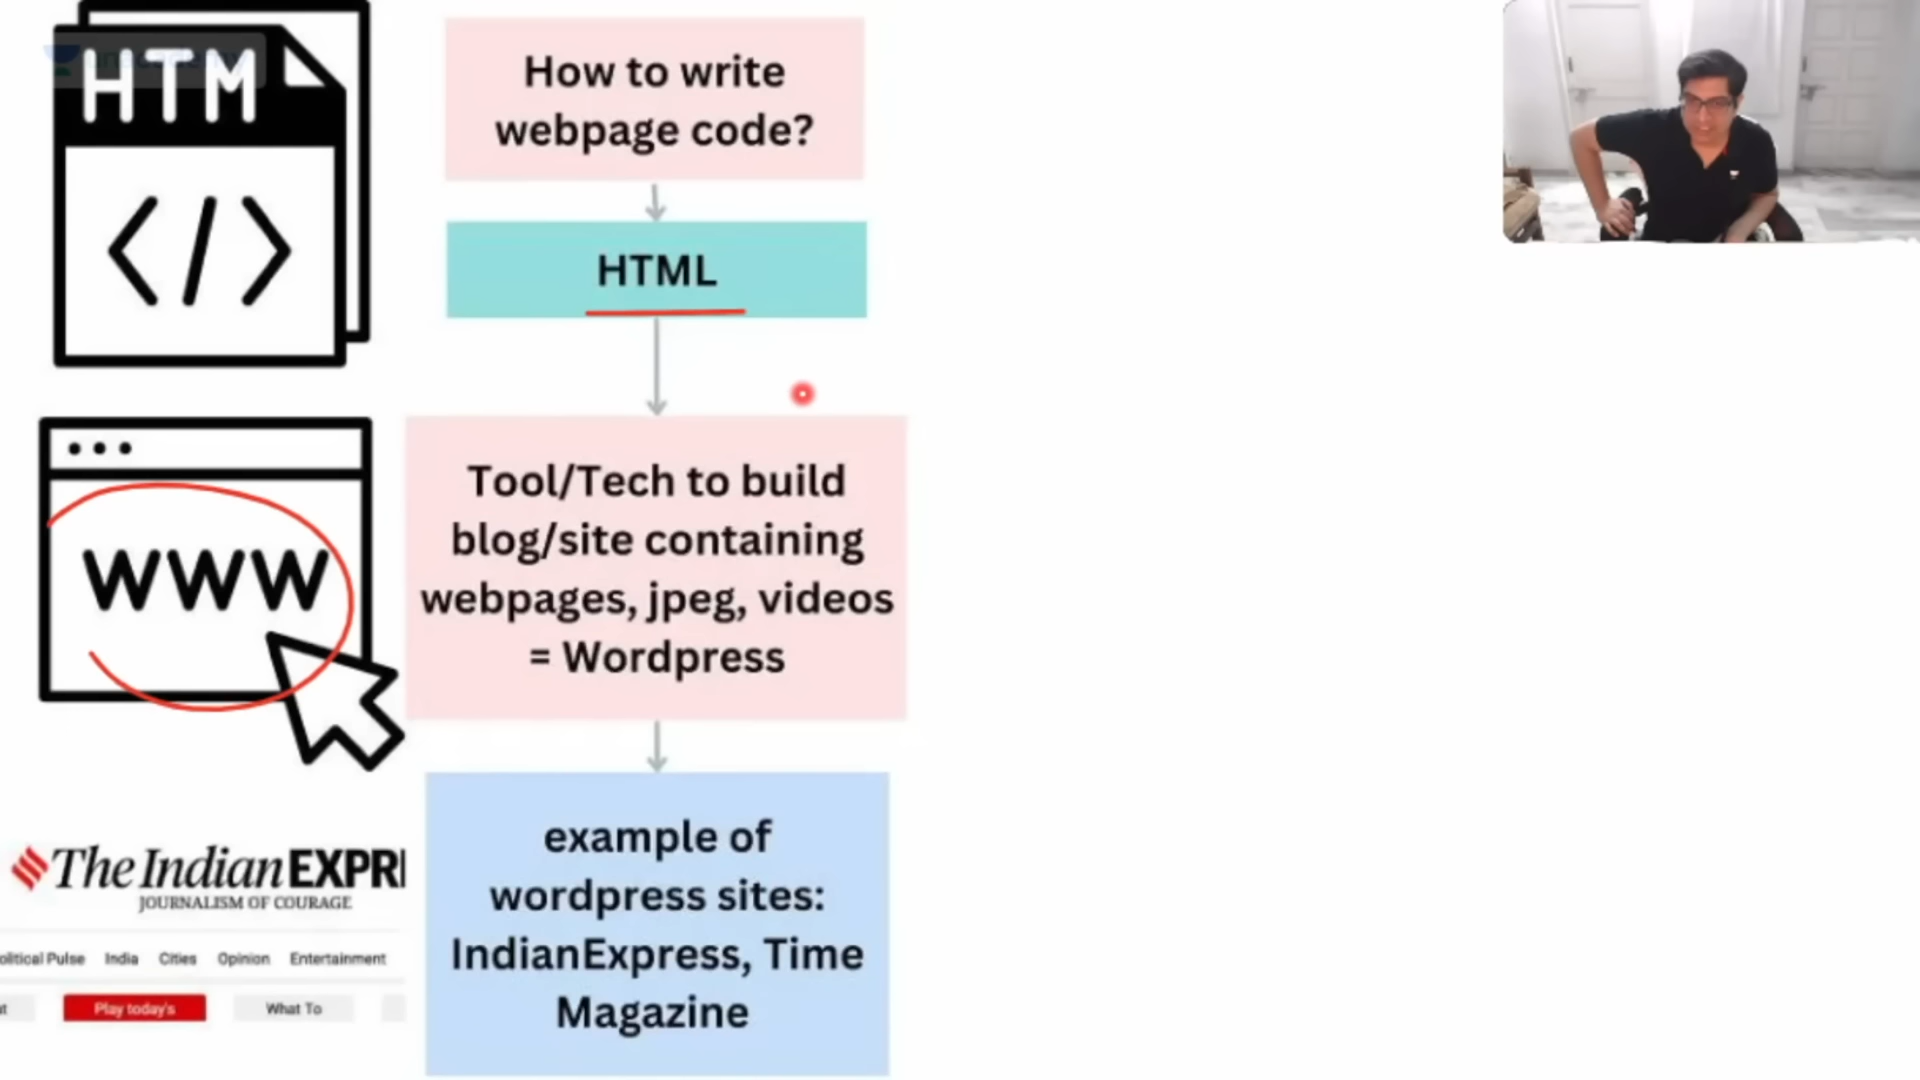 HTM
How to write
webpage code?
HTML
www
Tool/Tech to build
blog/site containing
webpages, jpeg, videos
= Wordpress
The Indian EXPR
JOURNALISM OF COURAGE
olitical Pulse India Cities Opinion Entertainment
Play today's What To
example of
wordpress sites:
IndianExpress, Time
Magazine